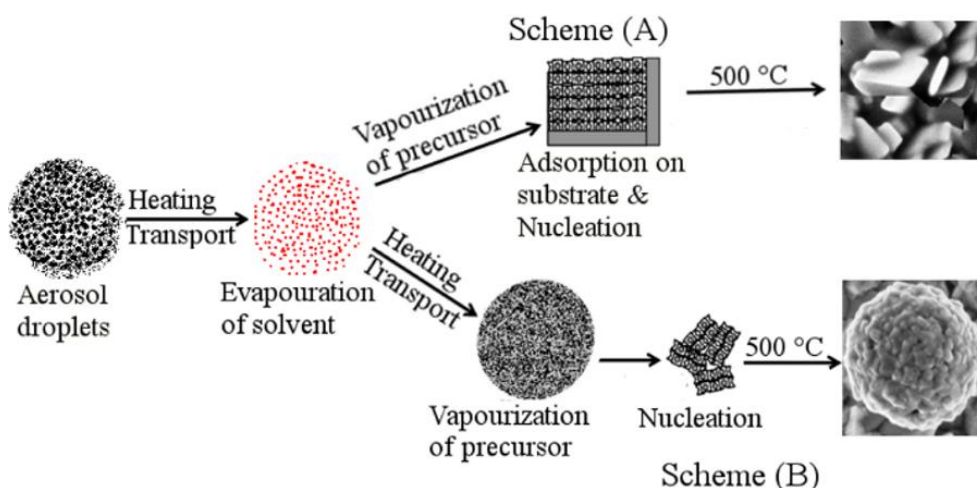 Scheme (A)
Vapourization
of precursor
500 °C
Adsorption on
substrate &
Nucleation
Heating
Transport
Aerosol
droplets
Evapouration
of solvent
Heating
Transport
Vapourization
of precursor
Nucleation
500 °C
Scheme (B)